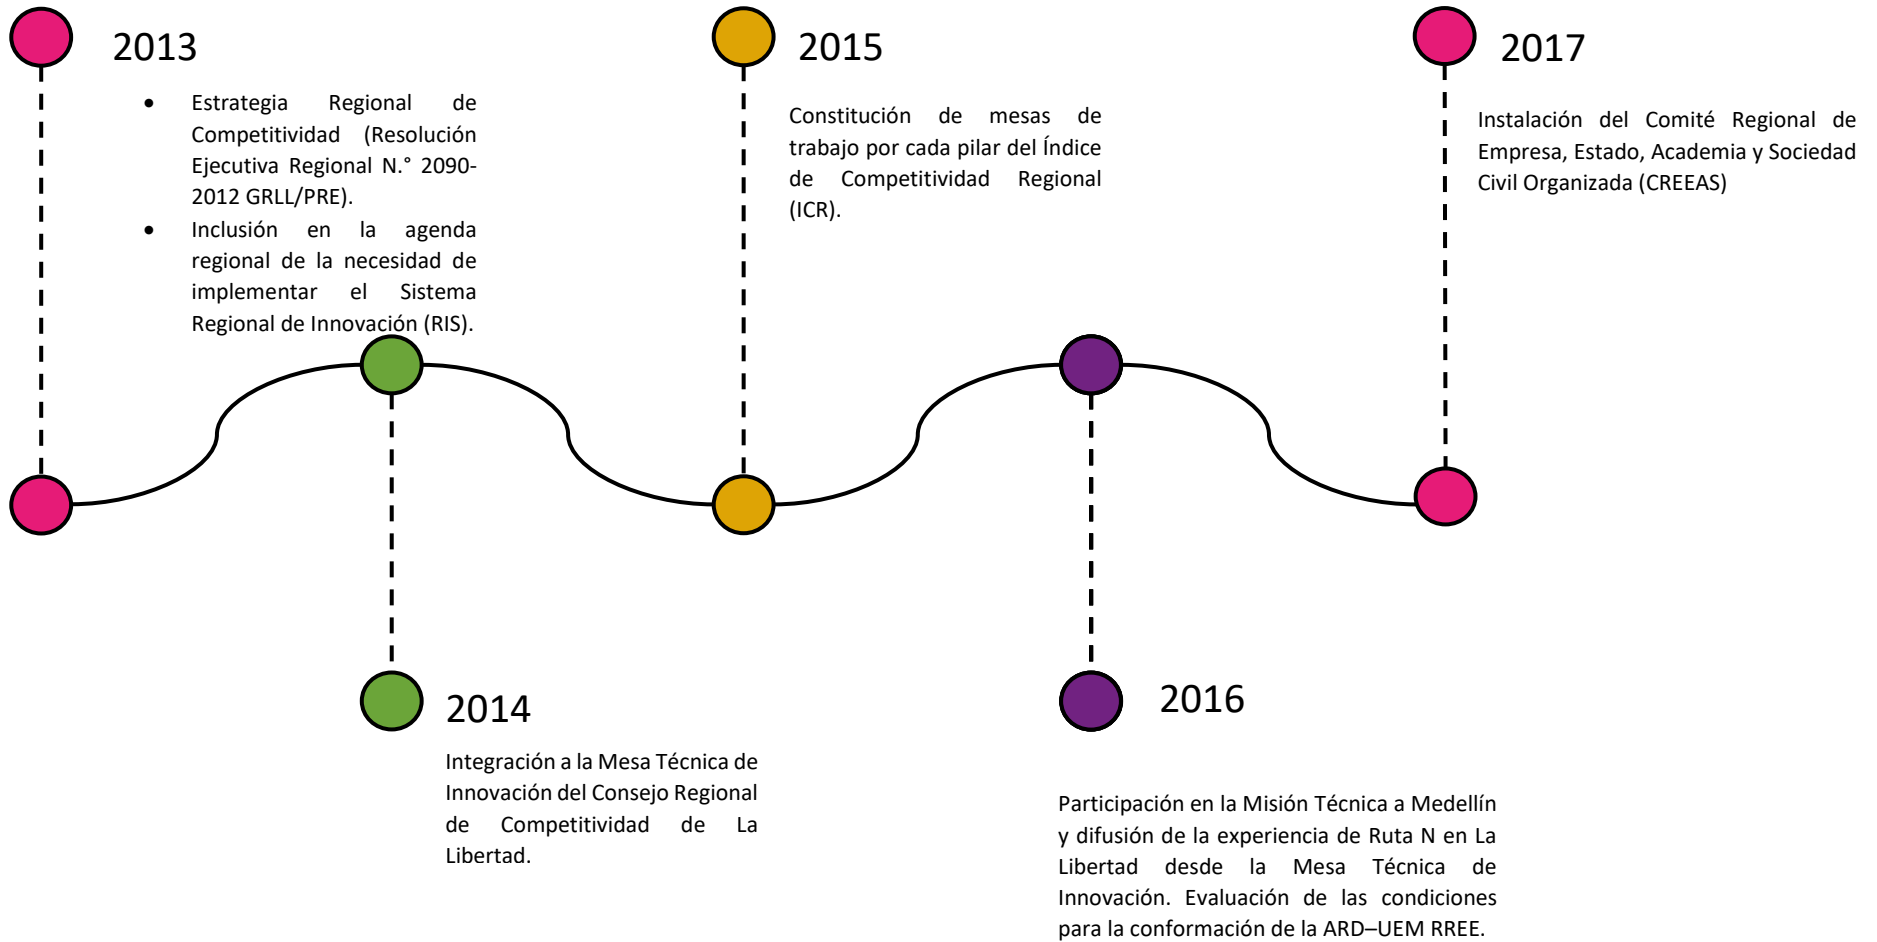 2013
• Estrategia Regional de
Competitividad (Resolución
Ejecutiva Regional N.° 2090-
2012 GRLL/PRE).
• Inclusión en la agenda
regional de la necesidad de
implementar el Sistema
Regional de Innovación (RIS).
2014
Integración a la Mesa Técnica de
Innovación del Consejo Regional
de Competitividad de La
Libertad.
2015
Constitución de mesas de
trabajo por cada pilar del Índice
de Competitividad Regional
(ICR).
2016
Participación en la Misión Técnica a Medellín
y difusión de la experiencia de Ruta N en La
Libertad desde la Mesa Técnica de
Innovación. Evaluación de las condiciones
para la conformación de la ARD–UEM RREE.
2017
Instalación del Comité Regional de
Empresa, Estado, Academia y Sociedad
Civil Organizada (CREEAS)